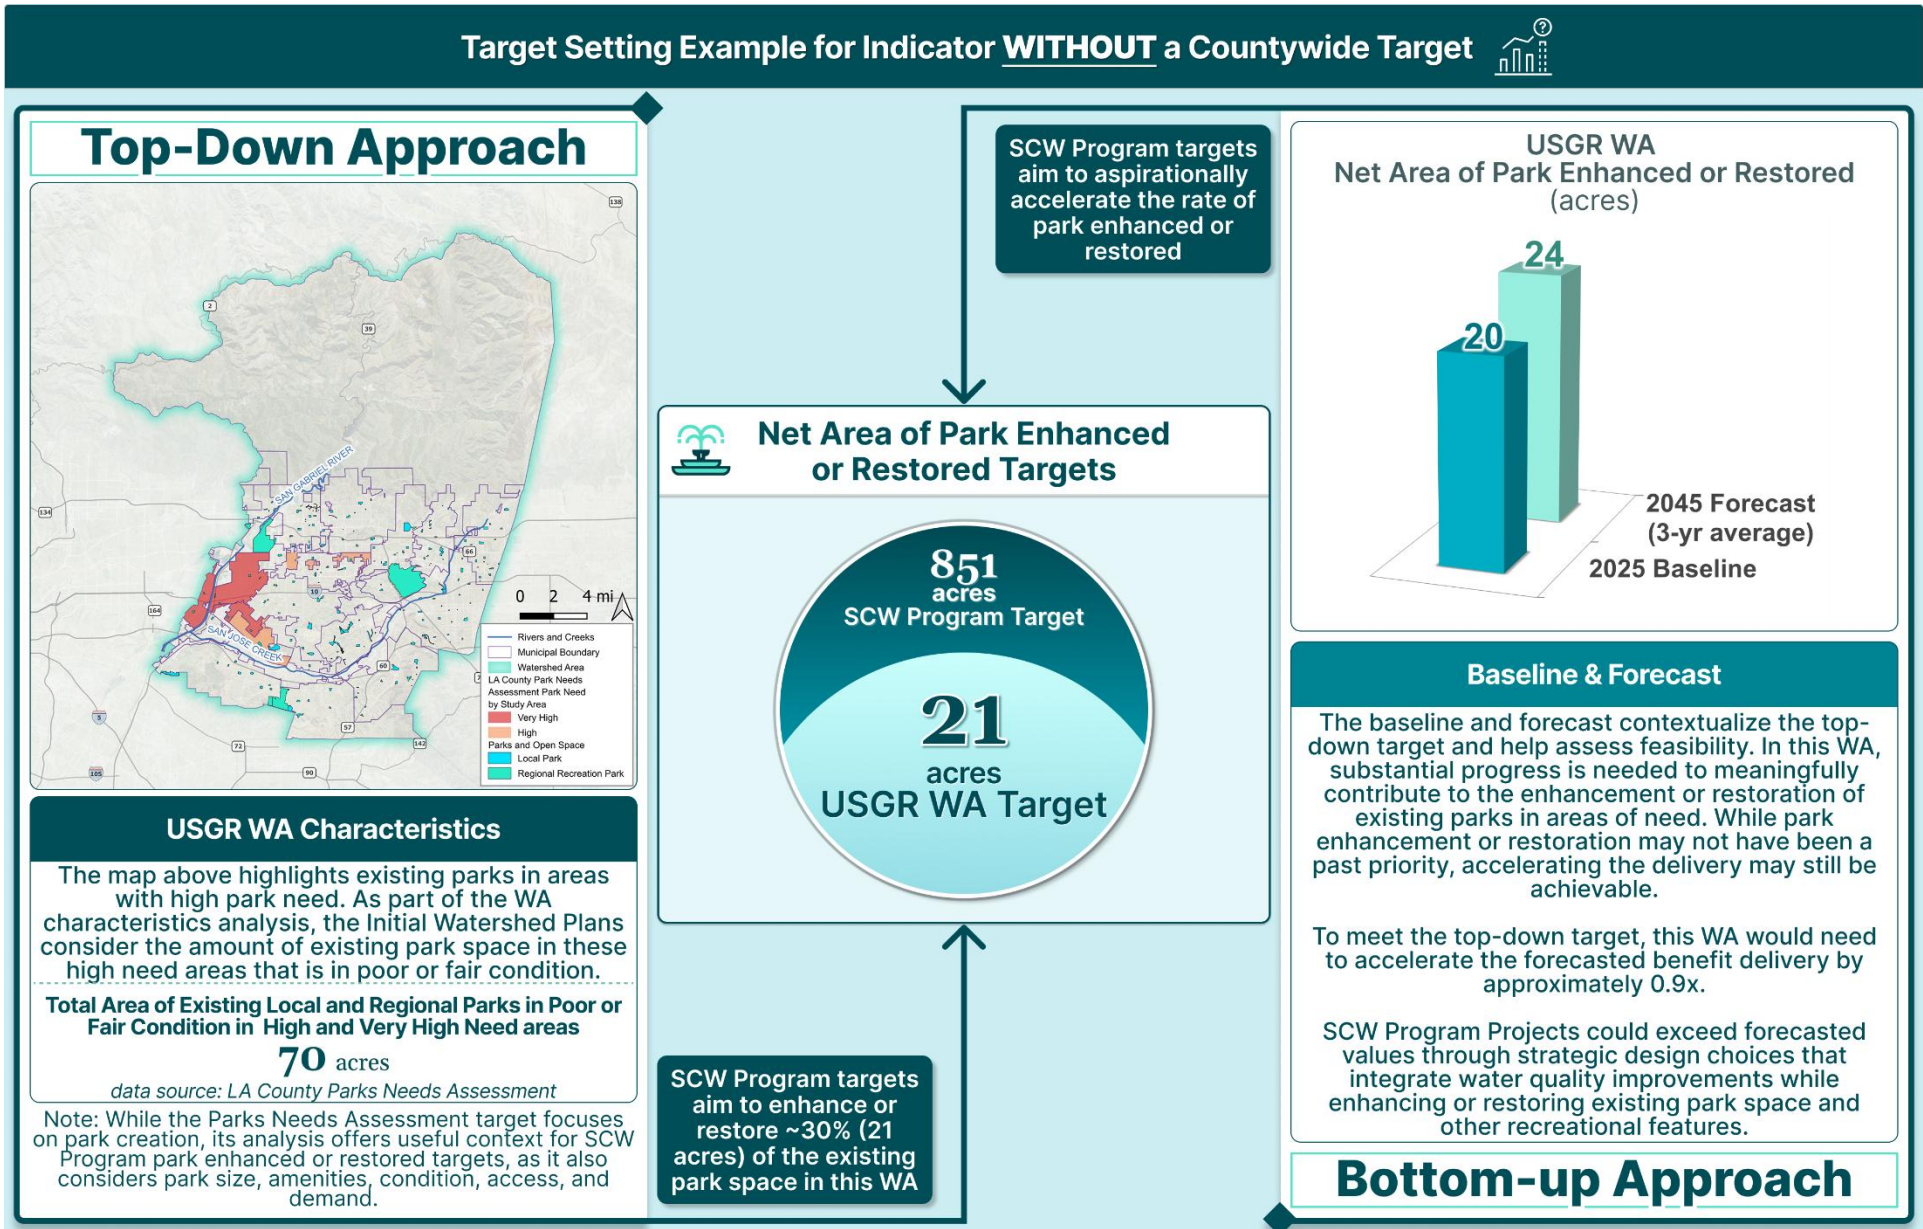 Target Setting Example for Indicator WITHOUT a Countywide Target
?
Top-Down Approach
138
2
39
SAN GABRIEL RIVER
134
66
10
164
0 2 4 mi
SAN JOSE CREEK
60
7
5
57
72
142
90
105
Rivers and Creeks
Municipal Boundary
Watershed Area
LA County Park Needs
Assessment Park Need
by Study Area
Very High
High
Parks and Open Space
Local Park
Regional Recreation Park
USGR WA Characteristics
The map above highlights existing parks in areas
with high park need. As part of the WA
characteristics analysis, the Initial Watershed Plans
consider the amount of existing park space in these
high need areas that is in poor or fair condition.
Total Area of Existing Local and Regional Parks in Poor or
Fair Condition in High and Very High Need areas
70 acres
data source: LA County Parks Needs Assessment
Note: While the Parks Needs Assessment target focuses
on park creation, its analysis offers useful context for SCW
Program park enhanced or restored targets, as it also
considers park size, amenities, condition, access, and
demand.
SCW Program targets
aim to aspirationally
accelerate the rate of
park enhanced or
restored
Net Area of Park Enhanced
or Restored Targets
851
acres
SCW Program Target
21
acres
USGR WA Target
SCW Program targets
aim to enhance or
restore ~30% (21
acres) of the existing
park space in this WA
USGR WA
Net Area of Park Enhanced or Restored
(acres)
24
20
2045 Forecast
(3-yr average)
2025 Baseline
Baseline & Forecast
The baseline and forecast contextualize the top-
down target and help assess feasibility. In this WA,
substantial progress is needed to meaningfully
contribute to the enhancement or restoration of
existing parks in areas of need. While park
enhancement or restoration may not have been a
past priority, accelerating the delivery may still be
achievable.
To meet the top-down target, this WA would need
to accelerate the forecasted benefit delivery by
approximately 0.9x.
SCW Program Projects could exceed forecasted
values through strategic design choices that
integrate water quality improvements while
enhancing or restoring existing park space and
other recreational features.
Bottom-up Approach